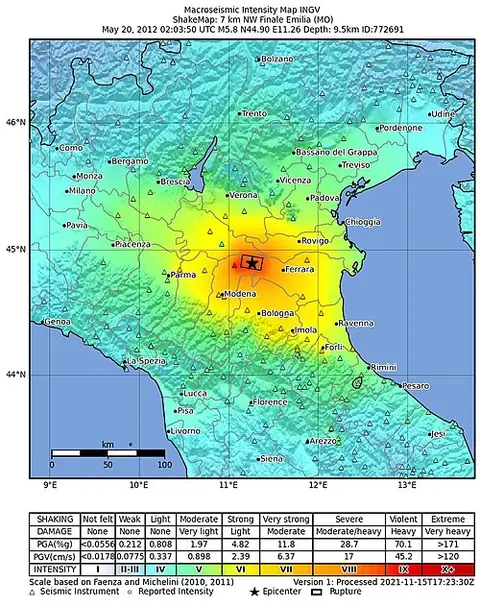 Macroseismic Intensity Map INGV
ShakeMap: 7 km NW Finale Emilia (MO)
May 20, 2012 02:03:50 UTC M5.8 N44.90 E11.26 Depth: 9.5km ID:772691
Bolzano
46°N
Trento
Udine
Pordenone
Como
Bergamo
Bassano del Grappa
Treviso
Monza
Brescia
Vicenza
Milano
Verona
Padova
Pavia
Chioggia
45°N
Piacenza
Rovigo
Parma
Ferrara
Modena
Bologna
Genoa
Imola
Ravenna
Forlì
44°N
La Spezia
Rimini
Pesaro
Lucca
Florence
Pisa
Livorno
Arezzo
Jesi
km
Siena
0 50 100
9°E 10°E 11°E 12°E 13°E
SHAKING Not felt Weak Light Moderate Strong Very strong Severe Violent Extreme
DAMAGE None None None Very light Light Moderate Moderate/heavy Heavy Very heavy
PGA(%g) <0.0556 0.212 0.808 1.97 4.82 11.8 28.7 70.1 >171
PGV(cm/s) <0.0178 0.0775 0.337 0.898 2.39 6.37 17 45.2 >120
INTENSITY I II-III IV V VI VII VIII IX X+
Scale based on Faenza and Michelini (2010, 2011) Version 1: Processed 2021-11-15T17:23:30Z
△ Seismic Instrument ○ Reported Intensity ★ Epicenter □ Rupture